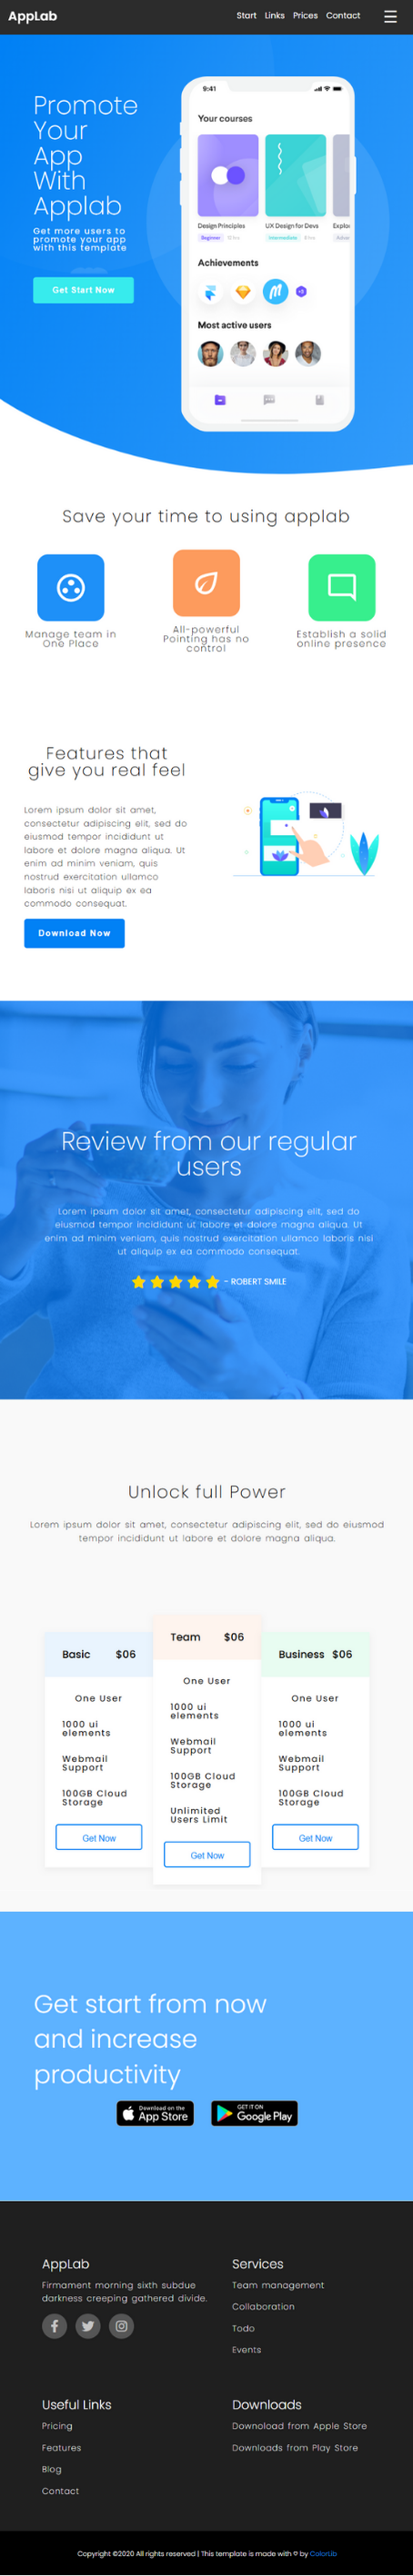 AppLab
Start Links Prices Contact
Promote
Your
App
With
Applab
Get more users to
promote your app
with this template
Get Start Now
9:41
Your courses
Design Principles
UX Design for Devs
Explor
Beginner
12 hrs
Intermediate
8 hrs
Advan
Achievements
Most active users
Save your time to using applab
Manage team in
One Place
All-powerful
Pointing has no
control
Establish a solid
online presence
Features that
give you real feel
Lorem ipsum dolor sit amet,
consectetur adipiscing elit, sed do
eiusmod tempor incididunt ut
labore et dolore magna aliqua. Ut
enim ad minim veniam, quis
nostrud exercitation ullamco
laboris nisi ut aliquip ex ea
commodo consequat.
Download Now
Review from our regular
users
Lorem ipsum dolor sit amet, consectetur adipiscing elit, sed do
eiusmod tempor incididunt ut labore et dolore magna aliqua. Ut
enim ad minim veniam, quis nostrud exercitation ullamco laboris nisi
ut aliquip ex ea commodo consequat.
- ROBERT SMILE
Unlock full Power
Lorem ipsum dolor sit amet, consectetur adipiscing elit, sed do eiusmod
tempor incididunt ut labore et dolore magna aliqua.
Basic $06
One User
1000 ui
elements
Webmail
Support
100GB Cloud
Storage
Get Now
Team $06
One User
1000 ui
elements
Webmail
Support
100GB Cloud
Storage
Unlimited
Users Limit
Get Now
Business $06
One User
1000 ui
elements
Webmail
Support
100GB Cloud
Storage
Get Now
Get start from now
and increase
productivity
Download on the
App Store
GET IT ON
Google Play
AppLab
Firmament morning sixth subdue
darkness creeping gathered divide.
Services
Team management
Collaboration
Todo
Events
Useful Links
Pricing
Features
Blog
Contact
Downloads
Downoload from Apple Store
Downloads from Play Store
Copyright ©2020 All rights reserved | This template is made with ♡ by Colorlib